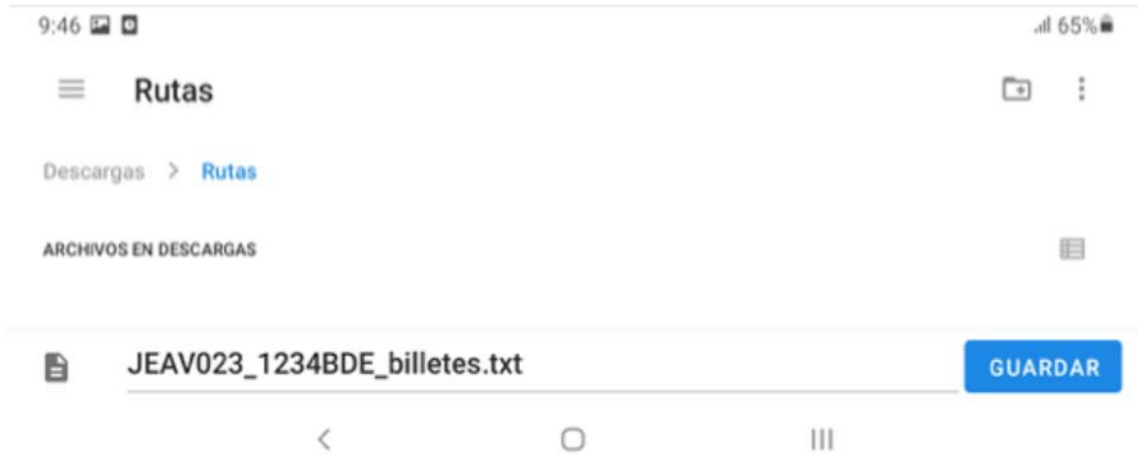 9:46 65%
Rutas
Descargas > Rutas
ARCHIVOS EN DESCARGAS
JEAV023_1234BDE_billetes.txt GUARDAR